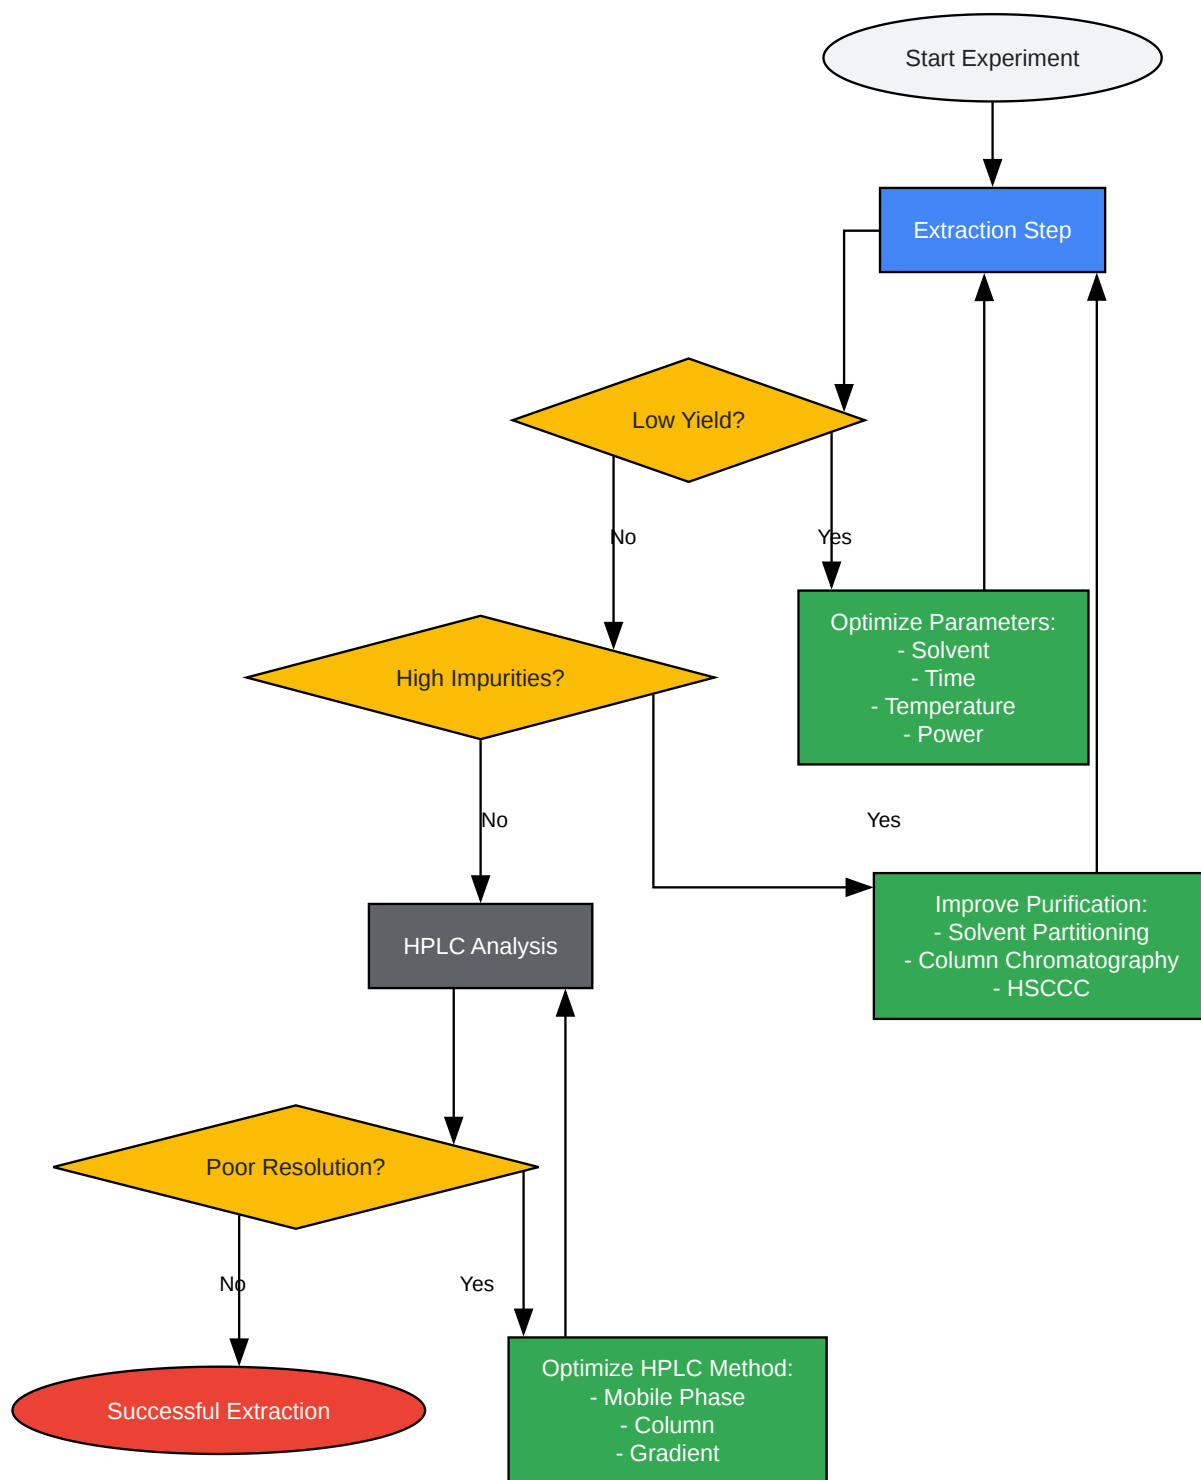 Start Experiment
Extraction Step
Low Yield?
No
Yes
Optimize Parameters:
- Solvent
- Time
- Temperature
- Power
High Impurities?
No
Yes
Improve Purification:
- Solvent Partitioning
- Column Chromatography
- HSCCC
HPLC Analysis
Poor Resolution?
No
Yes
Optimize HPLC Method:
- Mobile Phase
- Column
- Gradient
Successful Extraction